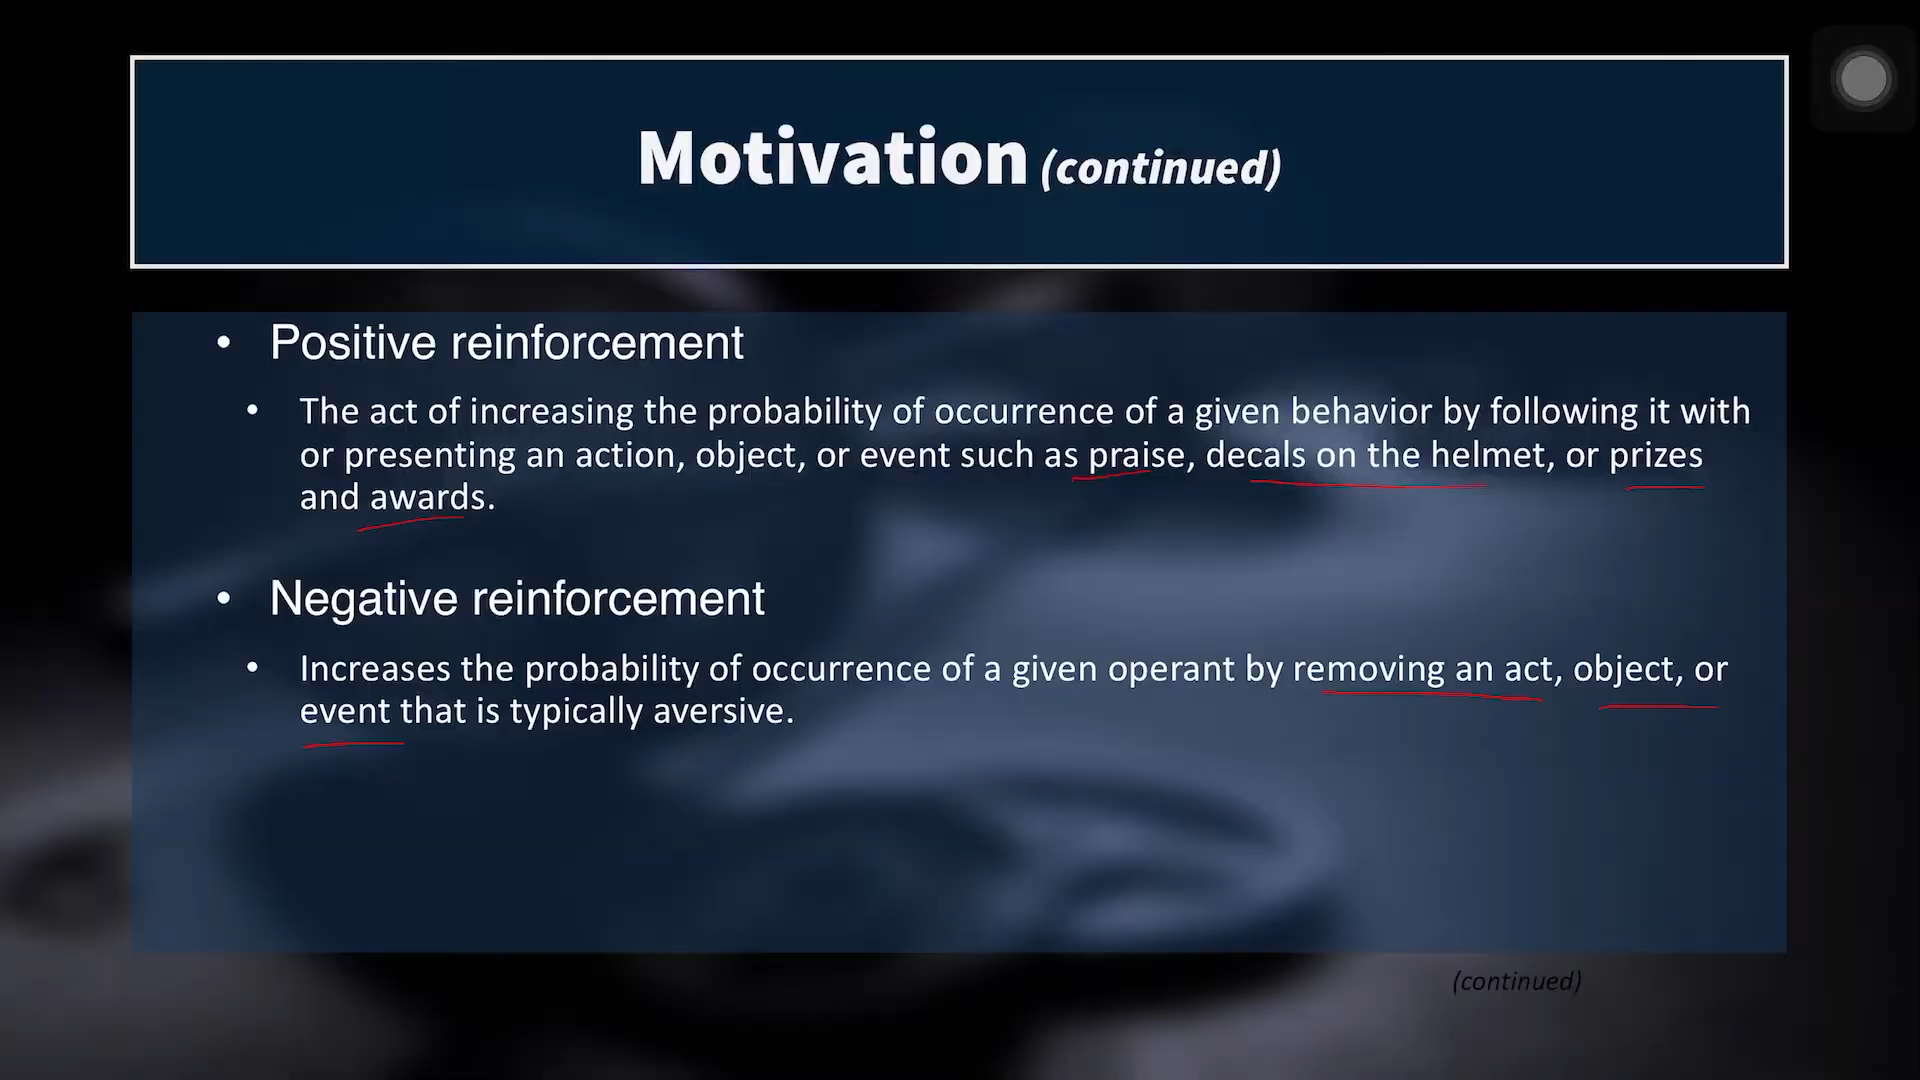 Motivation (continued)
• Positive reinforcement
• The act of increasing the probability of occurrence of a given behavior by following it with
or presenting an action, object, or event such as praise, decals on the helmet, or prizes
and awards.
• Negative reinforcement
• Increases the probability of occurrence of a given operant by removing an act, object, or
event that is typically aversive.
(continued)